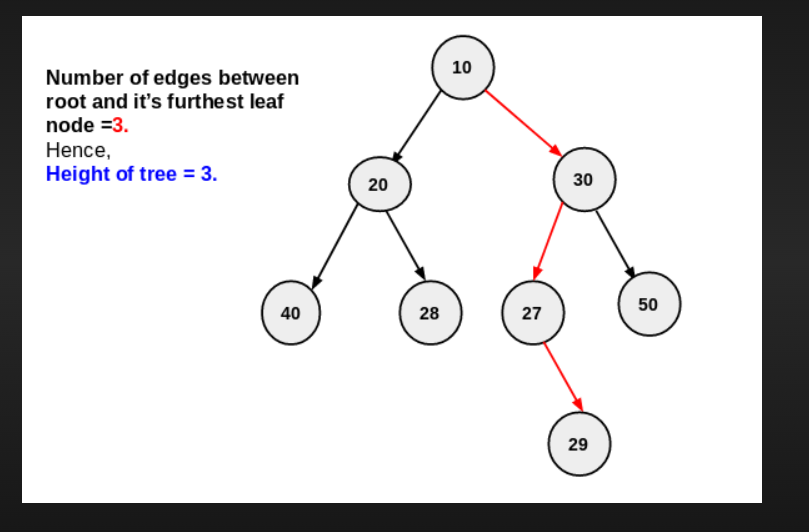 Number of edges between
root and it's furthest leaf
node =3.
Hence,
Height of tree = 3.
10
20
30
40
28
27
50
29